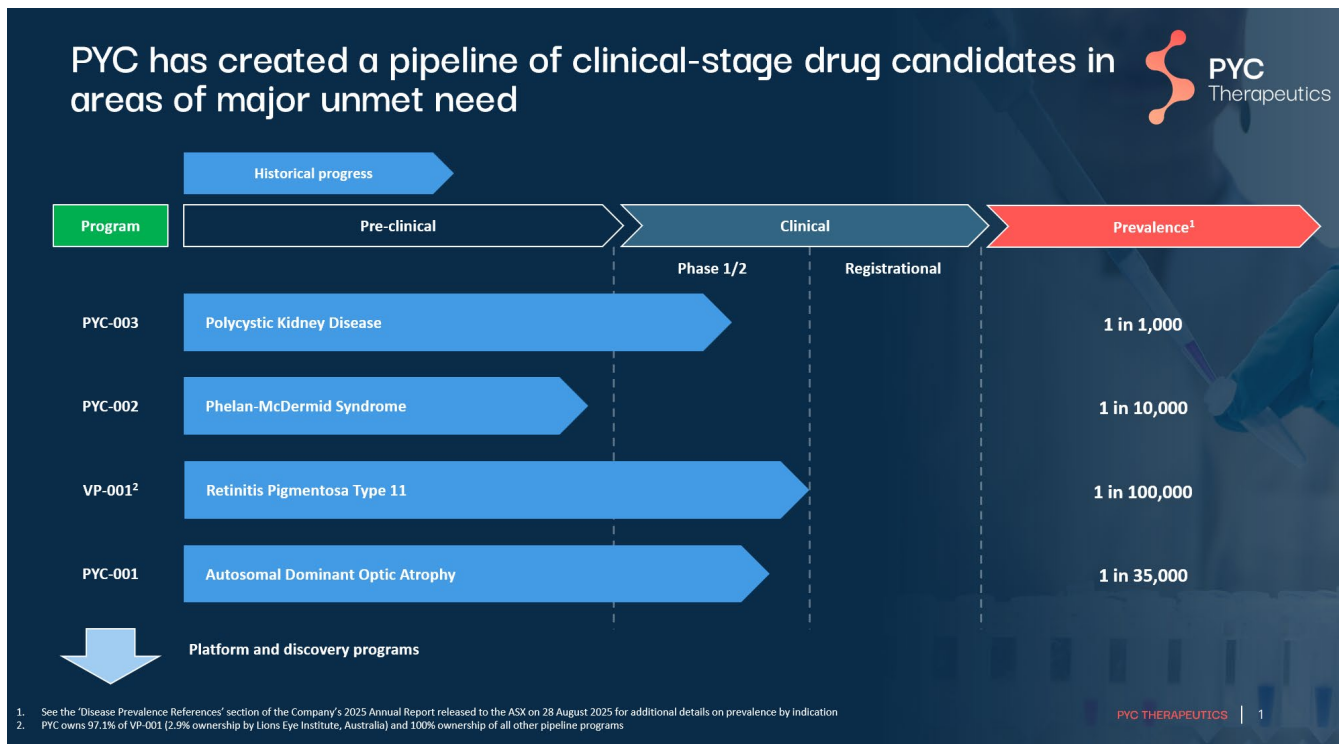 PYC has created a pipeline of clinical-stage drug candidates in
areas of major unmet need
PYC
Therapeutics
Historical progress
Program
Pre-clinical
Clinical
Prevalence¹
Phase 1/2
Registrational
PYC-003
Polycystic Kidney Disease
1 in 1,000
PYC-002
Phelan-McDermid Syndrome
1 in 10,000
VP-001²
Retinitis Pigmentosa Type 11
1 in 100,000
PYC-001
Autosomal Dominant Optic Atrophy
1 in 35,000
Platform and discovery programs
1. See the ‘Disease Prevalence References’ section of the Company’s 2025 Annual Report released to the ASX on 28 August 2025 for additional details on prevalence by indication
2. PYC owns 97.1% of VP-001 (2.9% ownership by Lions Eye Institute, Australia) and 100% ownership of all other pipeline programs
PYC THERAPEUTICS | 1